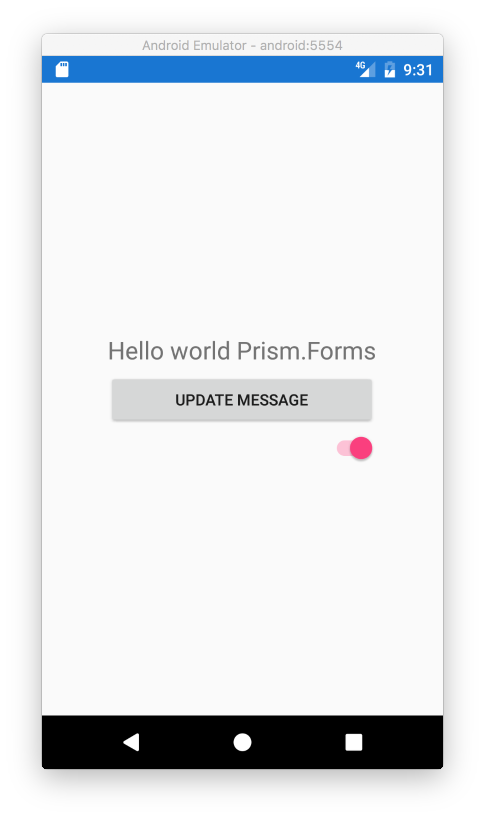 Android Emulator - android:5554
4G 9:31
Hello world Prism.Forms
UPDATE MESSAGE